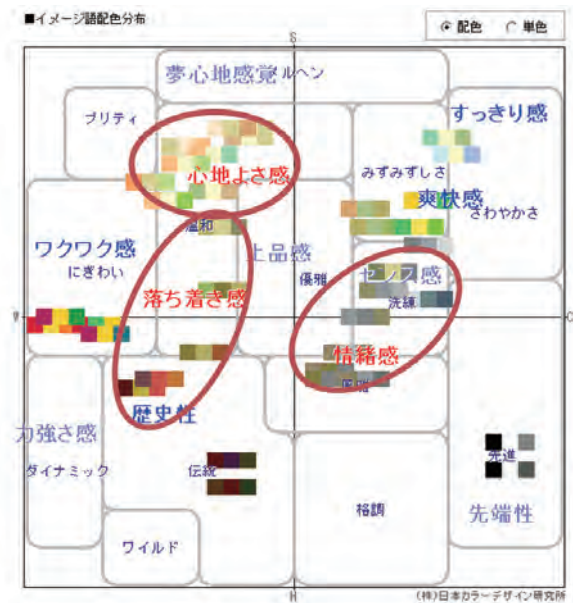 ■イメージ語配色分布
配色 単色
S
夢心地感覚 ルヘン
プリティ
すっきり感
心地よさ感
みずみずしさ
爽快感
さわやかさ
ワクワク感
にぎわい
温和
上品感
優雅
センス感
洗練
落ち着き感
W
C
情緒感
歴史性
力強さ感
ダイナミック
伝統
先進
格調
先端性
ワイルド
H
(株)日本カラーデザイン研究所